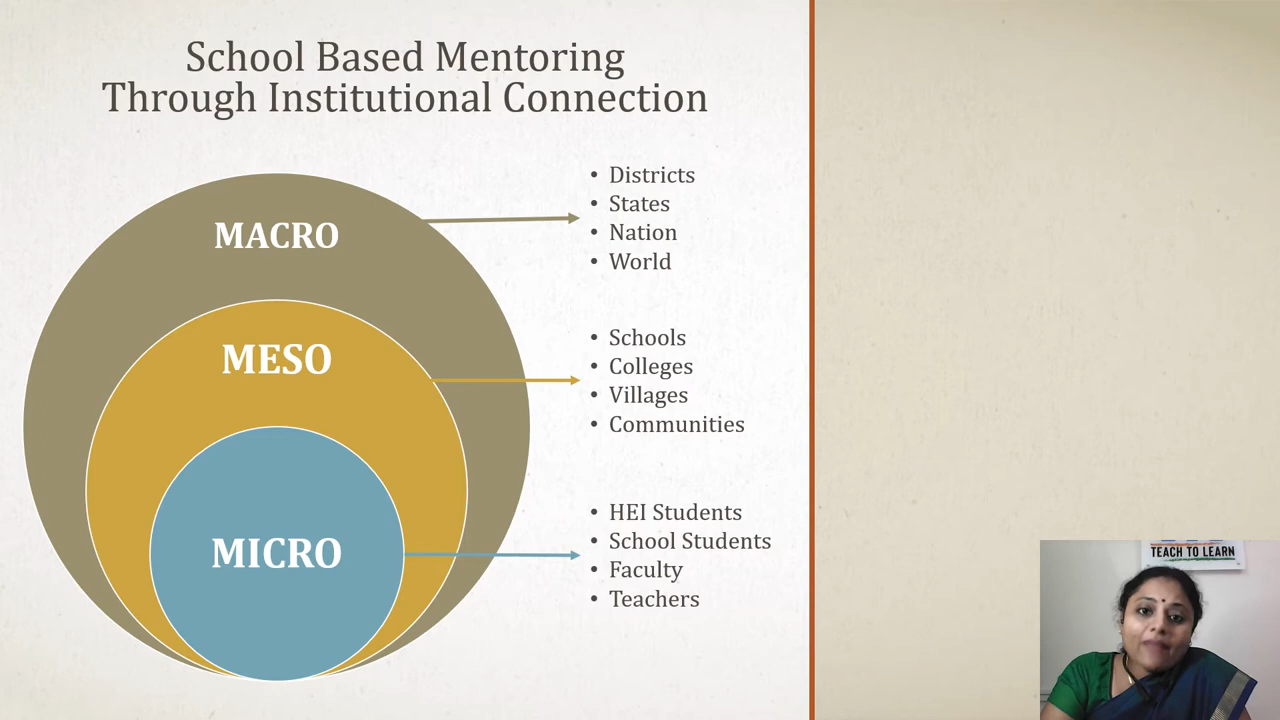 School Based Mentoring
Through Institutional Connection
MACRO
• Districts
• States
• Nation
• World
MESO
• Schools
• Colleges
• Villages
• Communities
MICRO
• HEI Students
• School Students
• Faculty
• Teachers
TEACH TO LEARN